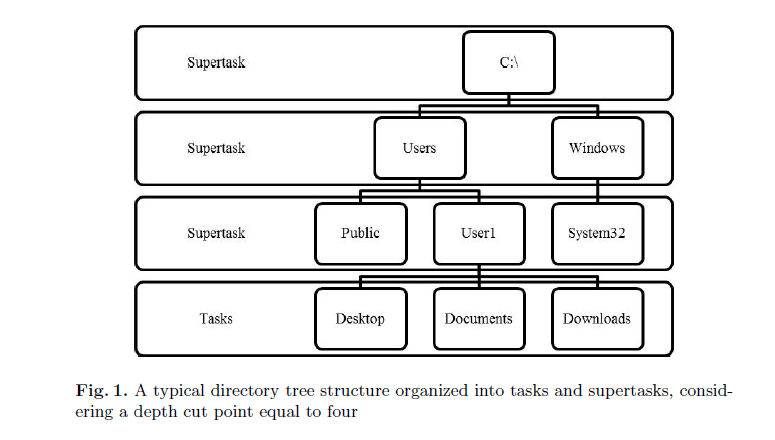 Supertask
C:\
Supertask
Users
Windows
Supertask
Public
User1
System32
Tasks
Desktop
Documents
Downloads
Fig. 1. A typical directory tree structure organized into tasks and supertasks, consid-
ering a depth cut point equal to four